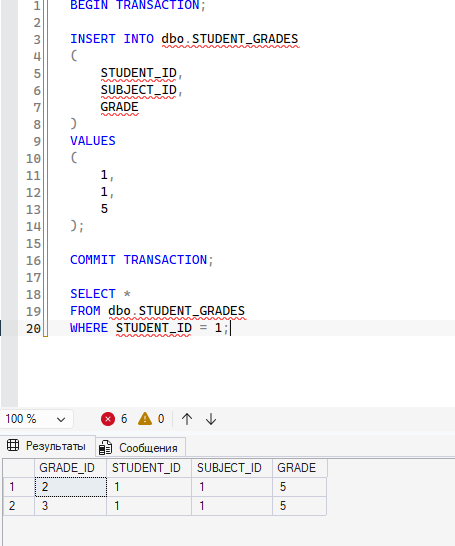 1 BEGIN TRANSACTION;
2
3 INSERT INTO dbo.STUDENT_GRADES
4 (
5 STUDENT_ID,
6 SUBJECT_ID,
7 GRADE
8 )
9 VALUES
10 (
11 1,
12 1,
13 5
14 );
15
16 COMMIT TRANSACTION;
17
18 SELECT *
19 FROM dbo.STUDENT_GRADES
20 WHERE STUDENT_ID = 1;
100 % 6 0
Результаты Сообщения
GRADE_ID STUDENT_ID SUBJECT_ID GRADE
1 2 1 1 5
2 3 1 1 5